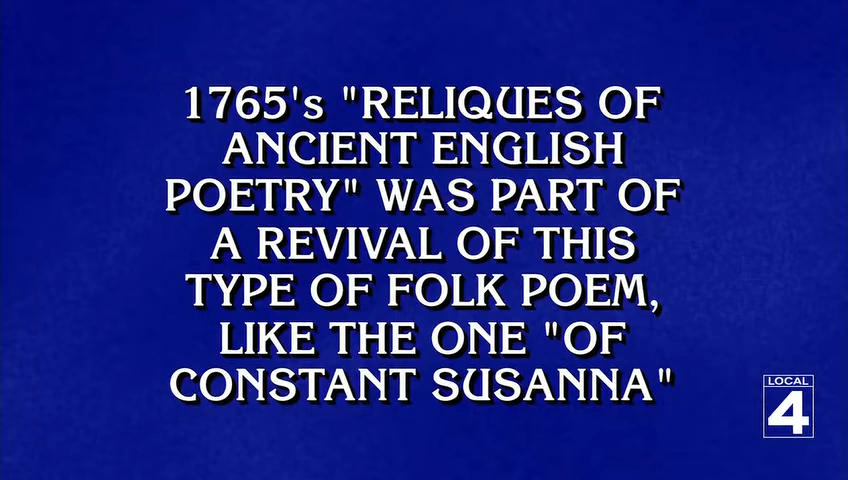 1765's "RELIQUES OF
ANCIENT ENGLISH
POETRY" WAS PART OF
A REVIVAL OF THIS
TYPE OF FOLK POEM,
LIKE THE ONE "OF
CONSTANT SUSANNA"
LOCAL
4